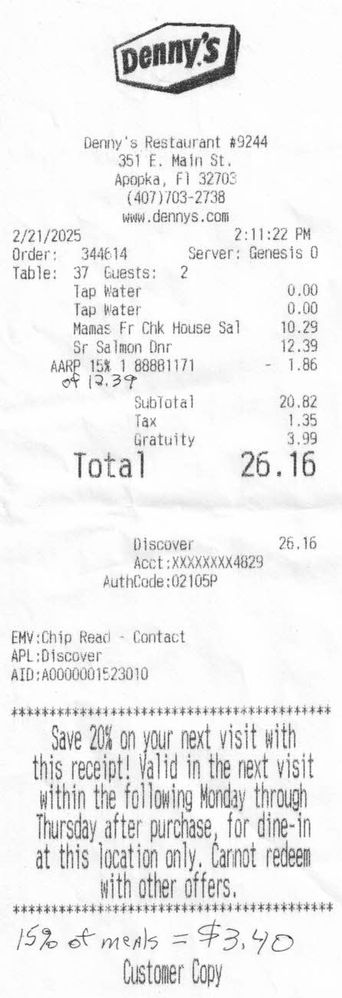 Denny's
Denny's Restaurant #9244
351 E. Main St.
Apopka, Fl 32703
(407)703-2738
www.dennys.com
2/21/2025 2:11:22 PM
Order: 344614 Server: Genesis O
Table: 37 Guests: 2
Tap Water 0.00
Tap Water 0.00
Mamas Fr Chk House Sal 10.29
Sr Salmon Dnr 12.39
AARP 15% 1 88881171 - 1.86
of 12.39
SubTotal 20.82
Tax 1.35
Gratuity 3.99
Total 26.16
Discover 26.16
Acct:XXXXXXXX4829
AuthCode:02105P
EMV:Chip Read - Contact
APL:Discover
AID:A0000001523010
******************************************
Save 20% on your next visit with
this receipt! Valid in the next visit
within the following Monday through
Thursday after purchase, for dine-in
at this location only. Cannot redeem
with other offers.
******************************************
15% of meals = $3.40
Customer Copy